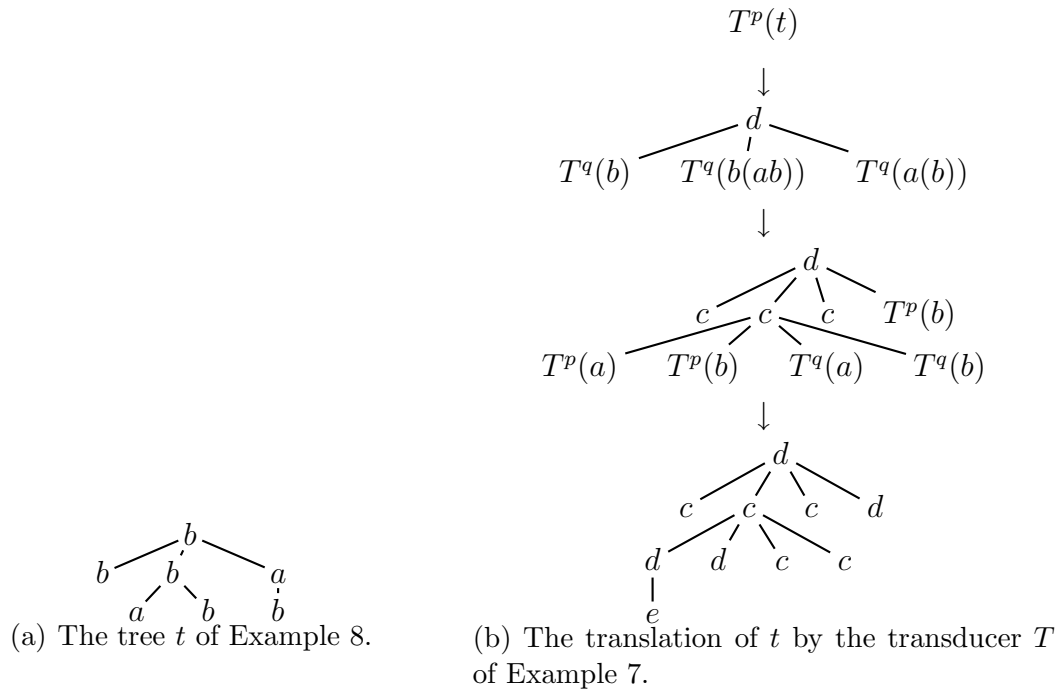 T^p(t)
↓
d
T^q(b) T^q(b(ab)) T^q(a(b))
↓
d
c c c T^p(b)
T^p(a) T^p(b) T^q(a) T^q(b)
↓
d
c c c d
d d c c
e
b
b b a
a b b
(a) The tree t of Example 8.
(b) The translation of t by the transducer T
of Example 7.